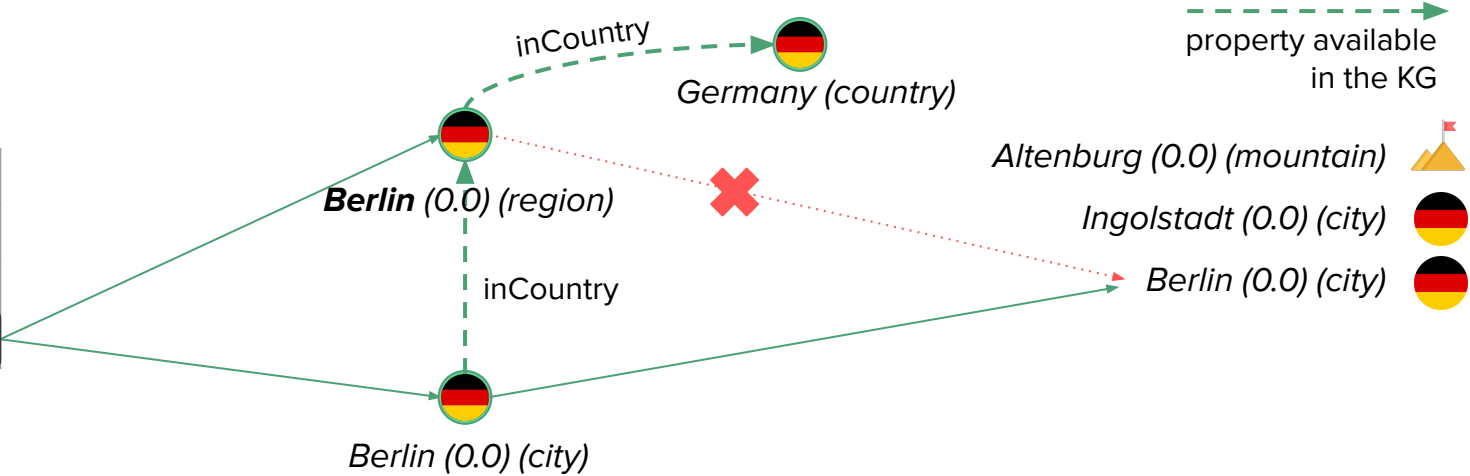 inCountry
Germany (country)
property available
in the KG
Altenburg (0.0) (mountain)
Berlin (0.0) (region)
Ingolstadt (0.0) (city)
Berlin (0.0) (city)
inCountry
Berlin (0.0) (city)